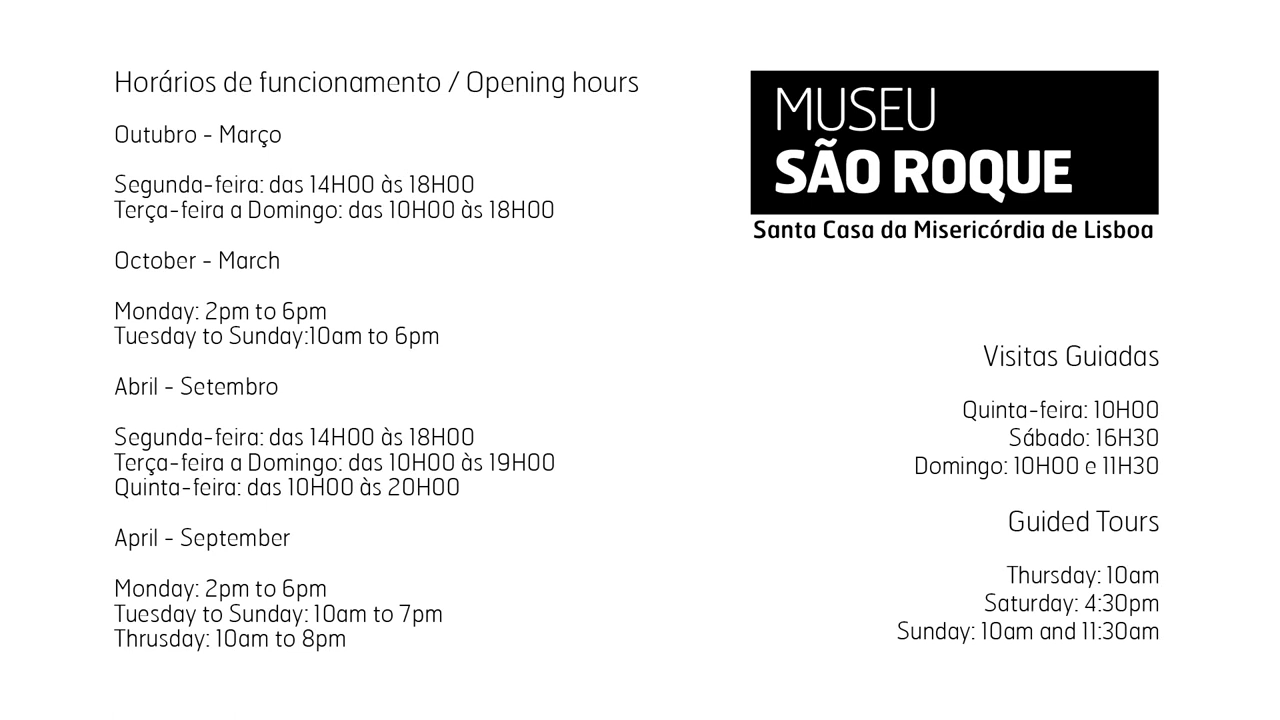 Horários de funcionamento / Opening hours
Outubro - Março
Segunda-feira: das 14H00 às 18H00
Terça-feira a Domingo: das 10H00 às 18H00
October - March
Monday: 2pm to 6pm
Tuesday to Sunday:10am to 6pm
Abril - Setembro
Segunda-feira: das 14H00 às 18H00
Terça-feira a Domingo: das 10H00 às 19H00
Quinta-feira: das 10H00 às 20H00
April - September
Monday: 2pm to 6pm
Tuesday to Sunday: 10am to 7pm
Thrusday: 10am to 8pm
MUSEU
SÃO ROQUE
Santa Casa da Misericórdia de Lisboa
Visitas Guiadas
Quinta-feira: 10H00
Sábado: 16H30
Domingo: 10H00 e 11H30
Guided Tours
Thursday: 10am
Saturday: 4:30pm
Sunday: 10am and 11:30am